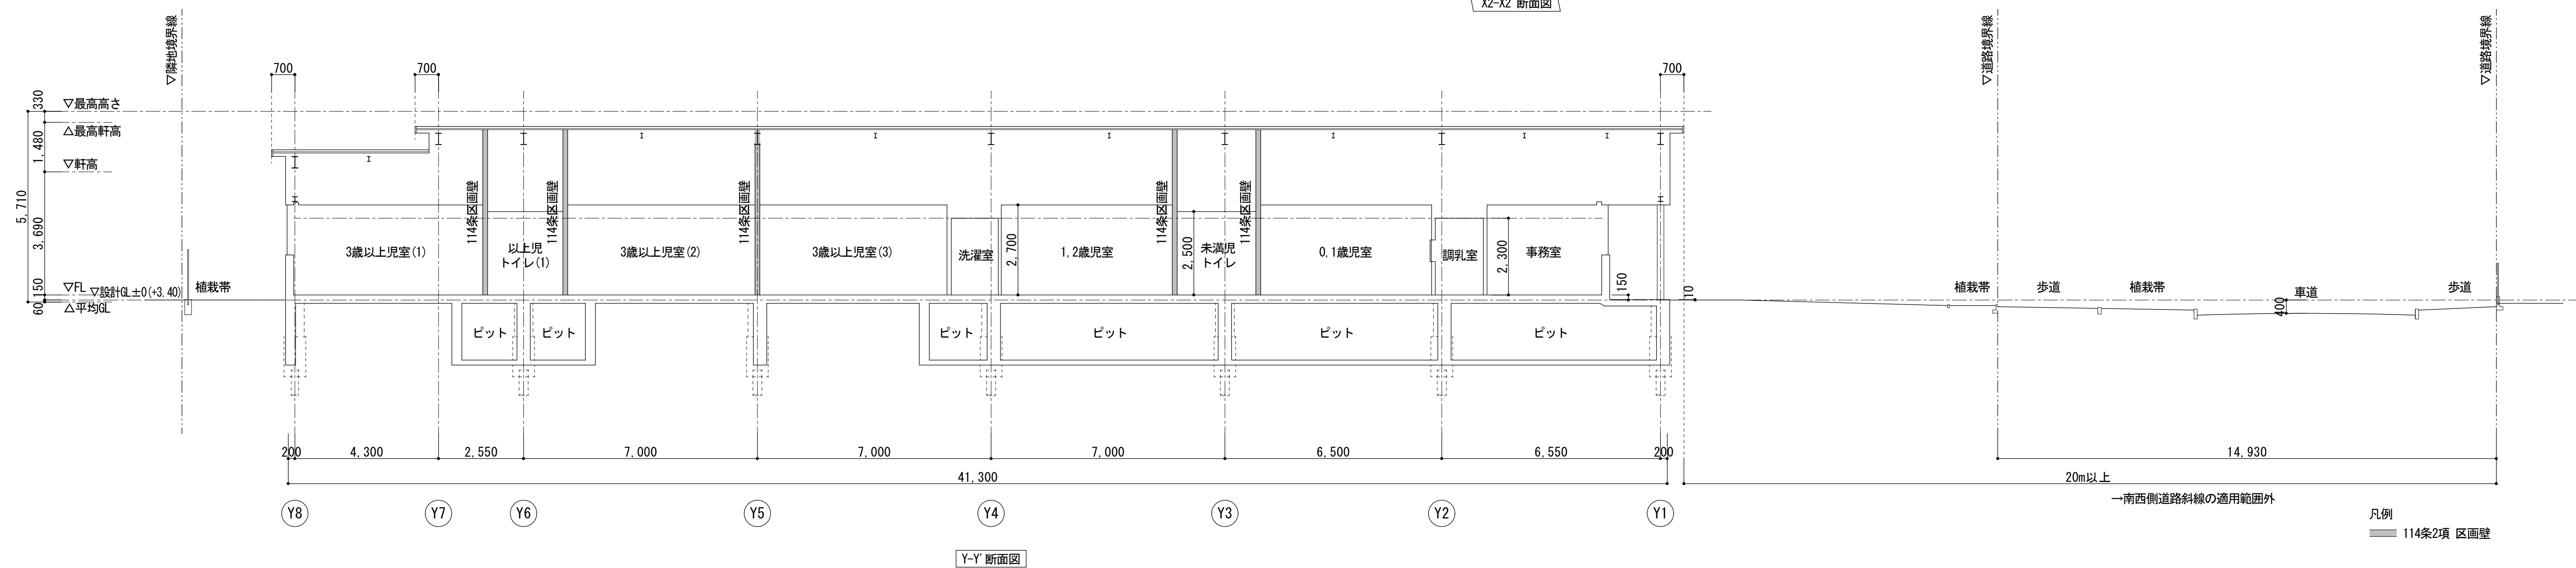 X2-X2'断面図
▽隣地境界線
▽道路境界線
▽道路境界線
700
700
700
330
▽最高高さ
△最高軒高
1,480
▽軒高
5,710
3,690
150
60
▽FL
▽設計GL±0(+3.40)
△平均GL
植栽帯
114条区画壁
114条区画壁
114条区画壁
114条区画壁
114条区画壁
3歳以上児室(1)
以上児
トイレ(1)
3歳以上児室(2)
3歳以上児室(3)
洗濯室
2,700
1,2歳児室
2,500
未満児
トイレ
0,1歳児室
調乳室
2,300
事務室
150
10
植栽帯
歩道
植栽帯
車道
400
歩道
ピット
ピット
ピット
ピット
ピット
ピット
200
4,300
2,550
7,000
7,000
7,000
6,500
6,550
200
14,930
41,300
20m以上
→南西側道路斜線の適用範囲外
Y8
Y7
Y6
Y5
Y4
Y3
Y2
Y1
凡例
114条2項 区画壁
Y-Y'断面図